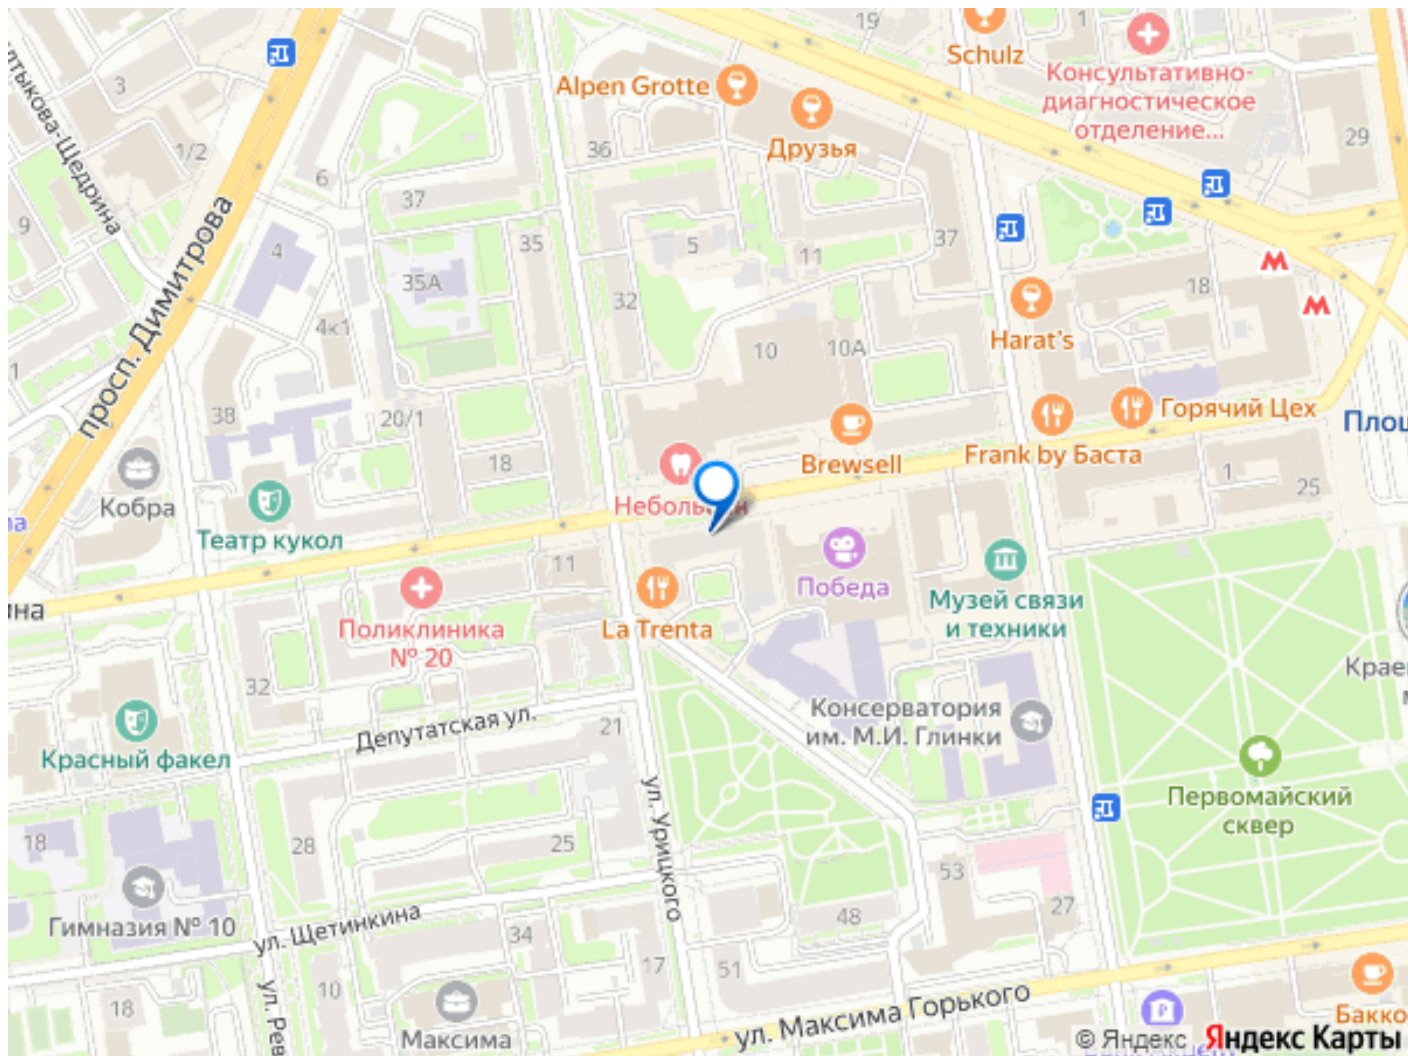 19
1
Schulz
Консультативно-
диагностическое
отделение...
Alpen Grotte
Друзья
29
3
1/2
6
36
37
9
4
35
35А
5
11
37
18
просп. Димитрова
4к1
32
Harat's
10
10А
1
38
20/1
18
Горячий Цех
Frank by Баста
Brewsell
1
25
Кобра
Театр кукол
11
Победа
Музей связи
и техники
La Trenta
Поликлиника
№ 20
32
Консерватория
им. М.И. Глинки
Красный факел
Депутатская ул.
21
ул. Урицкого
Первомайский
сквер
18
28
25
53
27
Гимназия № 10
ул. Щетинкина
34
48
17
51
10
18
Максима
ул. Максима Горького
© Яндекс Яндекс Карты